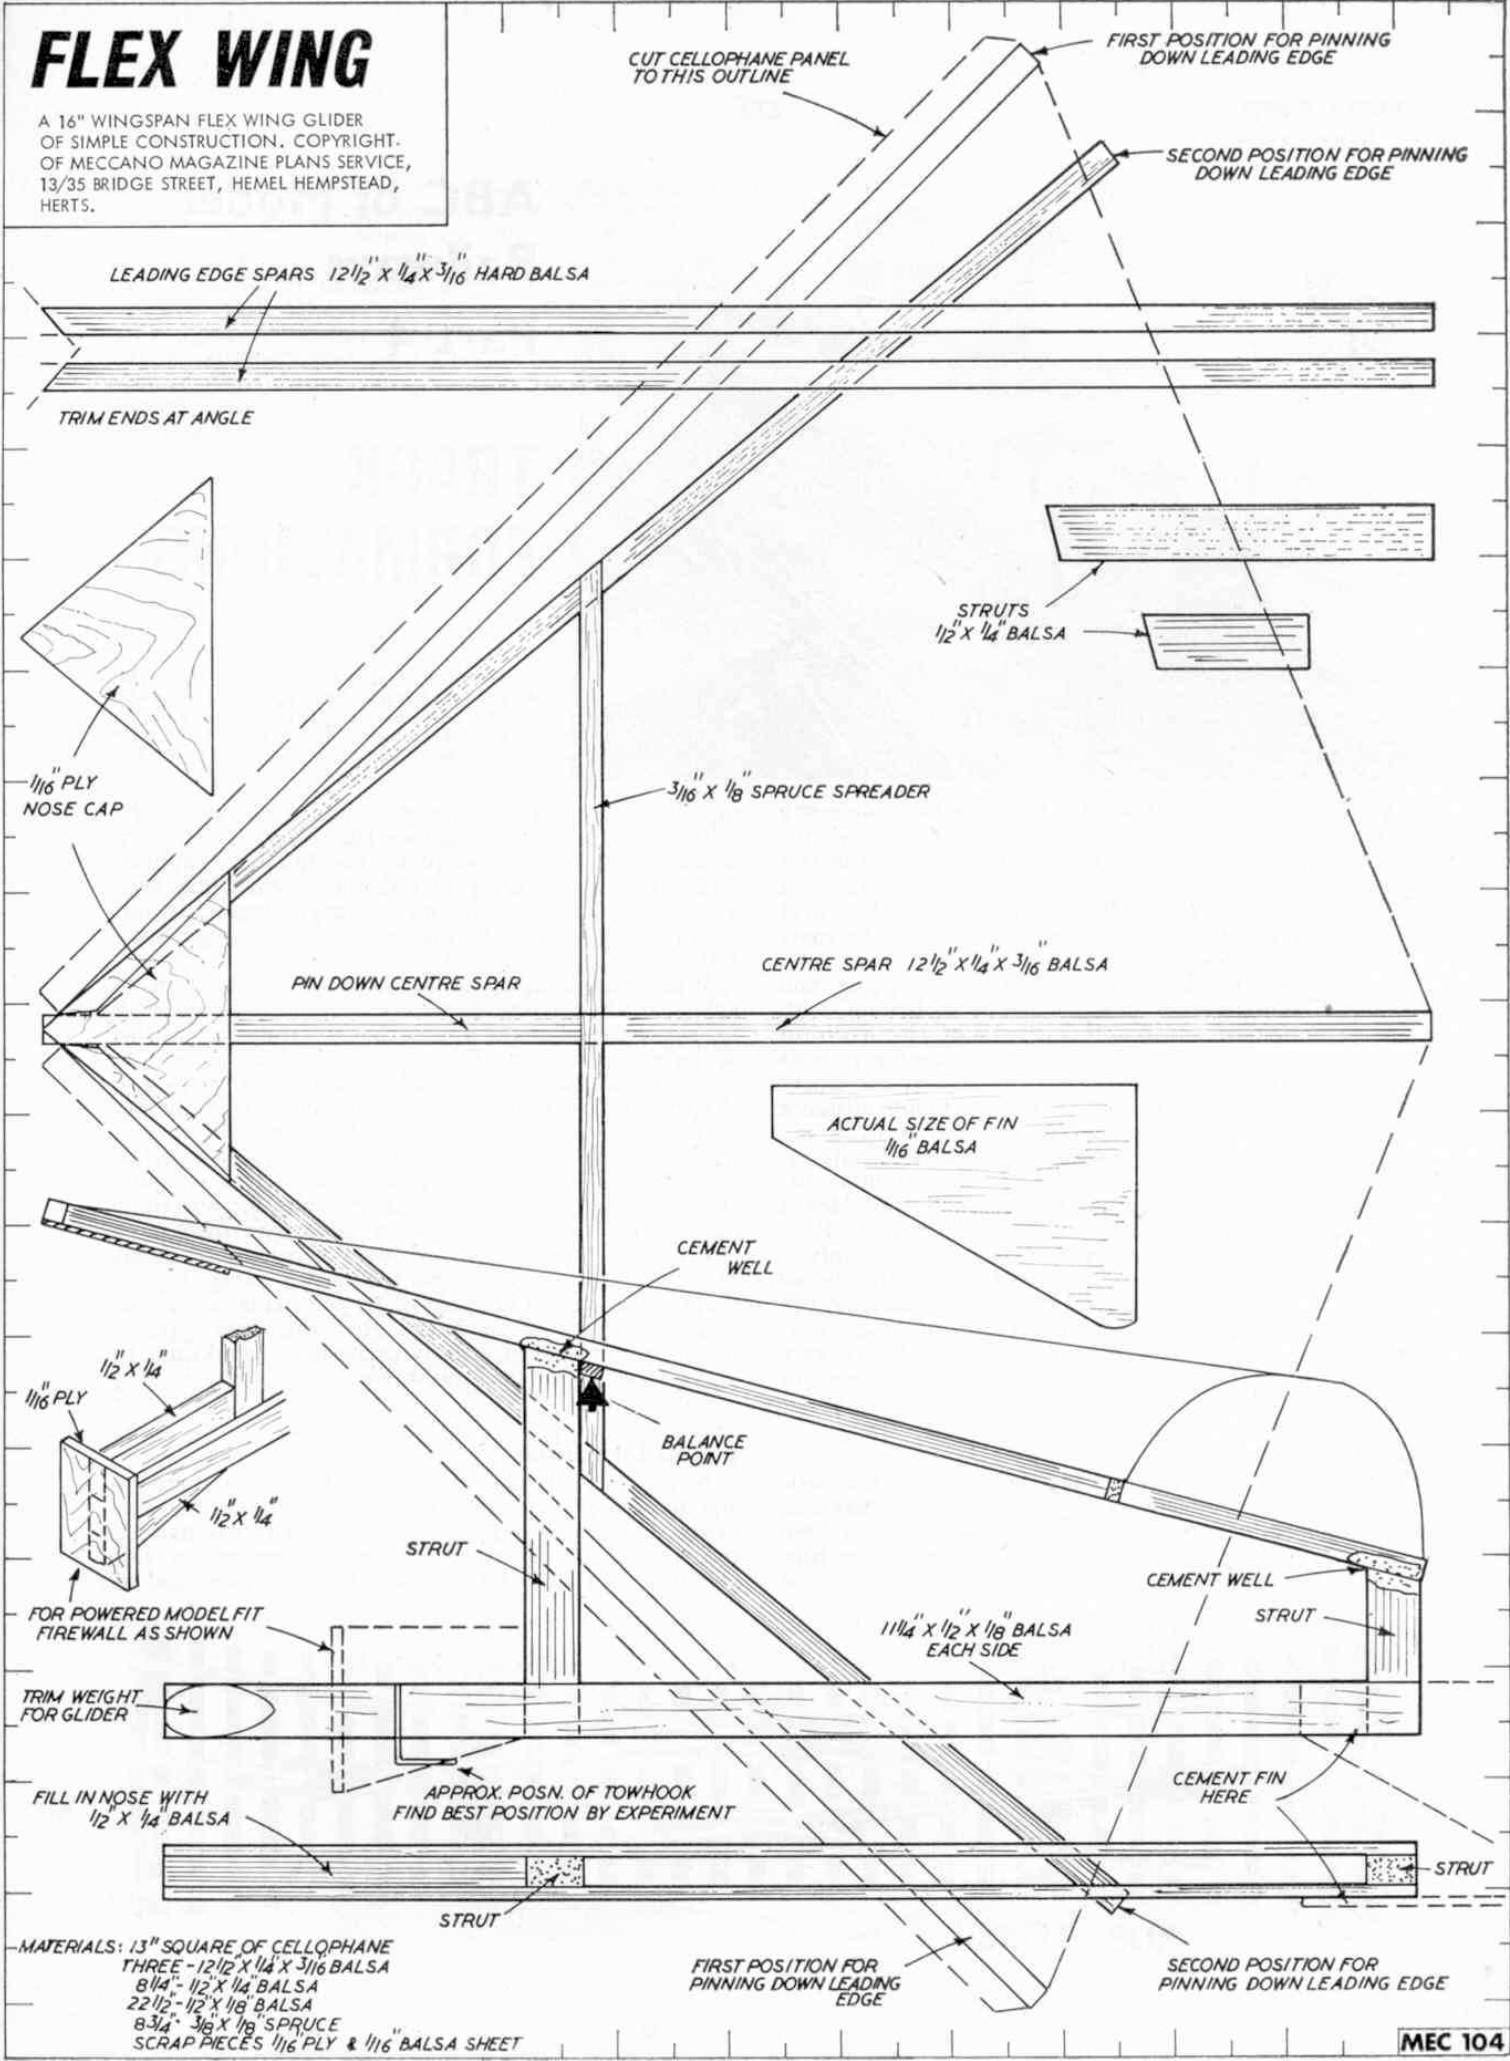 FLEX WING
A 16" WINGSPAN FLEX WING GLIDER
OF SIMPLE CONSTRUCTION. COPYRIGHT
OF MECCANO MAGAZINE PLANS SERVICE,
13/35 BRIDGE STREET, HEMEL HEMPSTEAD,
HERTS.
CUT CELLOPHANE PANEL
TO THIS OUTLINE
FIRST POSITION FOR PINNING
DOWN LEADING EDGE
SECOND POSITION FOR PINNING
DOWN LEADING EDGE
LEADING EDGE SPARS 12 1/2" X 1/4" X 3/16" HARD BALSA
TRIM ENDS AT ANGLE
STRUTS
1/2" X 1/4" BALSA
1/16" PLY
NOSE CAP
3/16" X 1/8" SPRUCE SPREADER
PIN DOWN CENTRE SPAR
CENTRE SPAR 12 1/2" X 1/4" X 3/16" BALSA
ACTUAL SIZE OF FIN
1/16" BALSA
CEMENT
WELL
1/2" X 1/4"
1/16" PLY
1/2" X 1/4"
BALANCE
POINT
STRUT
CEMENT WELL
STRUT
FOR POWERED MODEL FIT
FIREWALL AS SHOWN
11 1/4" X 1/2" X 1/8" BALSA
EACH SIDE
TRIM WEIGHT
FOR GLIDER
APPROX. POSN. OF TOWHOOK
FIND BEST POSITION BY EXPERIMENT
CEMENT FIN
HERE
FILL IN NOSE WITH
1/2" X 1/4" BALSA
STRUT
STRUT
MATERIALS: 13" SQUARE OF CELLOPHANE
THREE - 12 1/2" X 1/4" X 3/16" BALSA
8 1/4" - 1/2" X 1/4" BALSA
22 1/2" - 1/2" X 1/8" BALSA
8 3/4" - 3/8" X 1/8" SPRUCE
SCRAP PIECES 1/16" PLY & 1/16" BALSA SHEET
FIRST POSITION FOR
PINNING DOWN LEADING
EDGE
SECOND POSITION FOR
PINNING DOWN LEADING EDGE
MEC 104